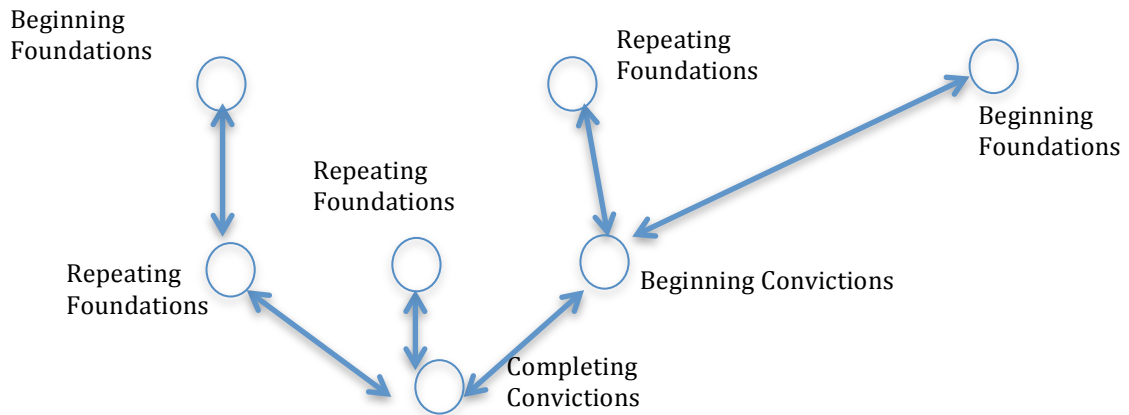 Beginning
Foundations
Repeating
Foundations
Beginning
Foundations
Repeating
Foundations
Repeating
Foundations
Beginning Convictions
Completing
Convictions